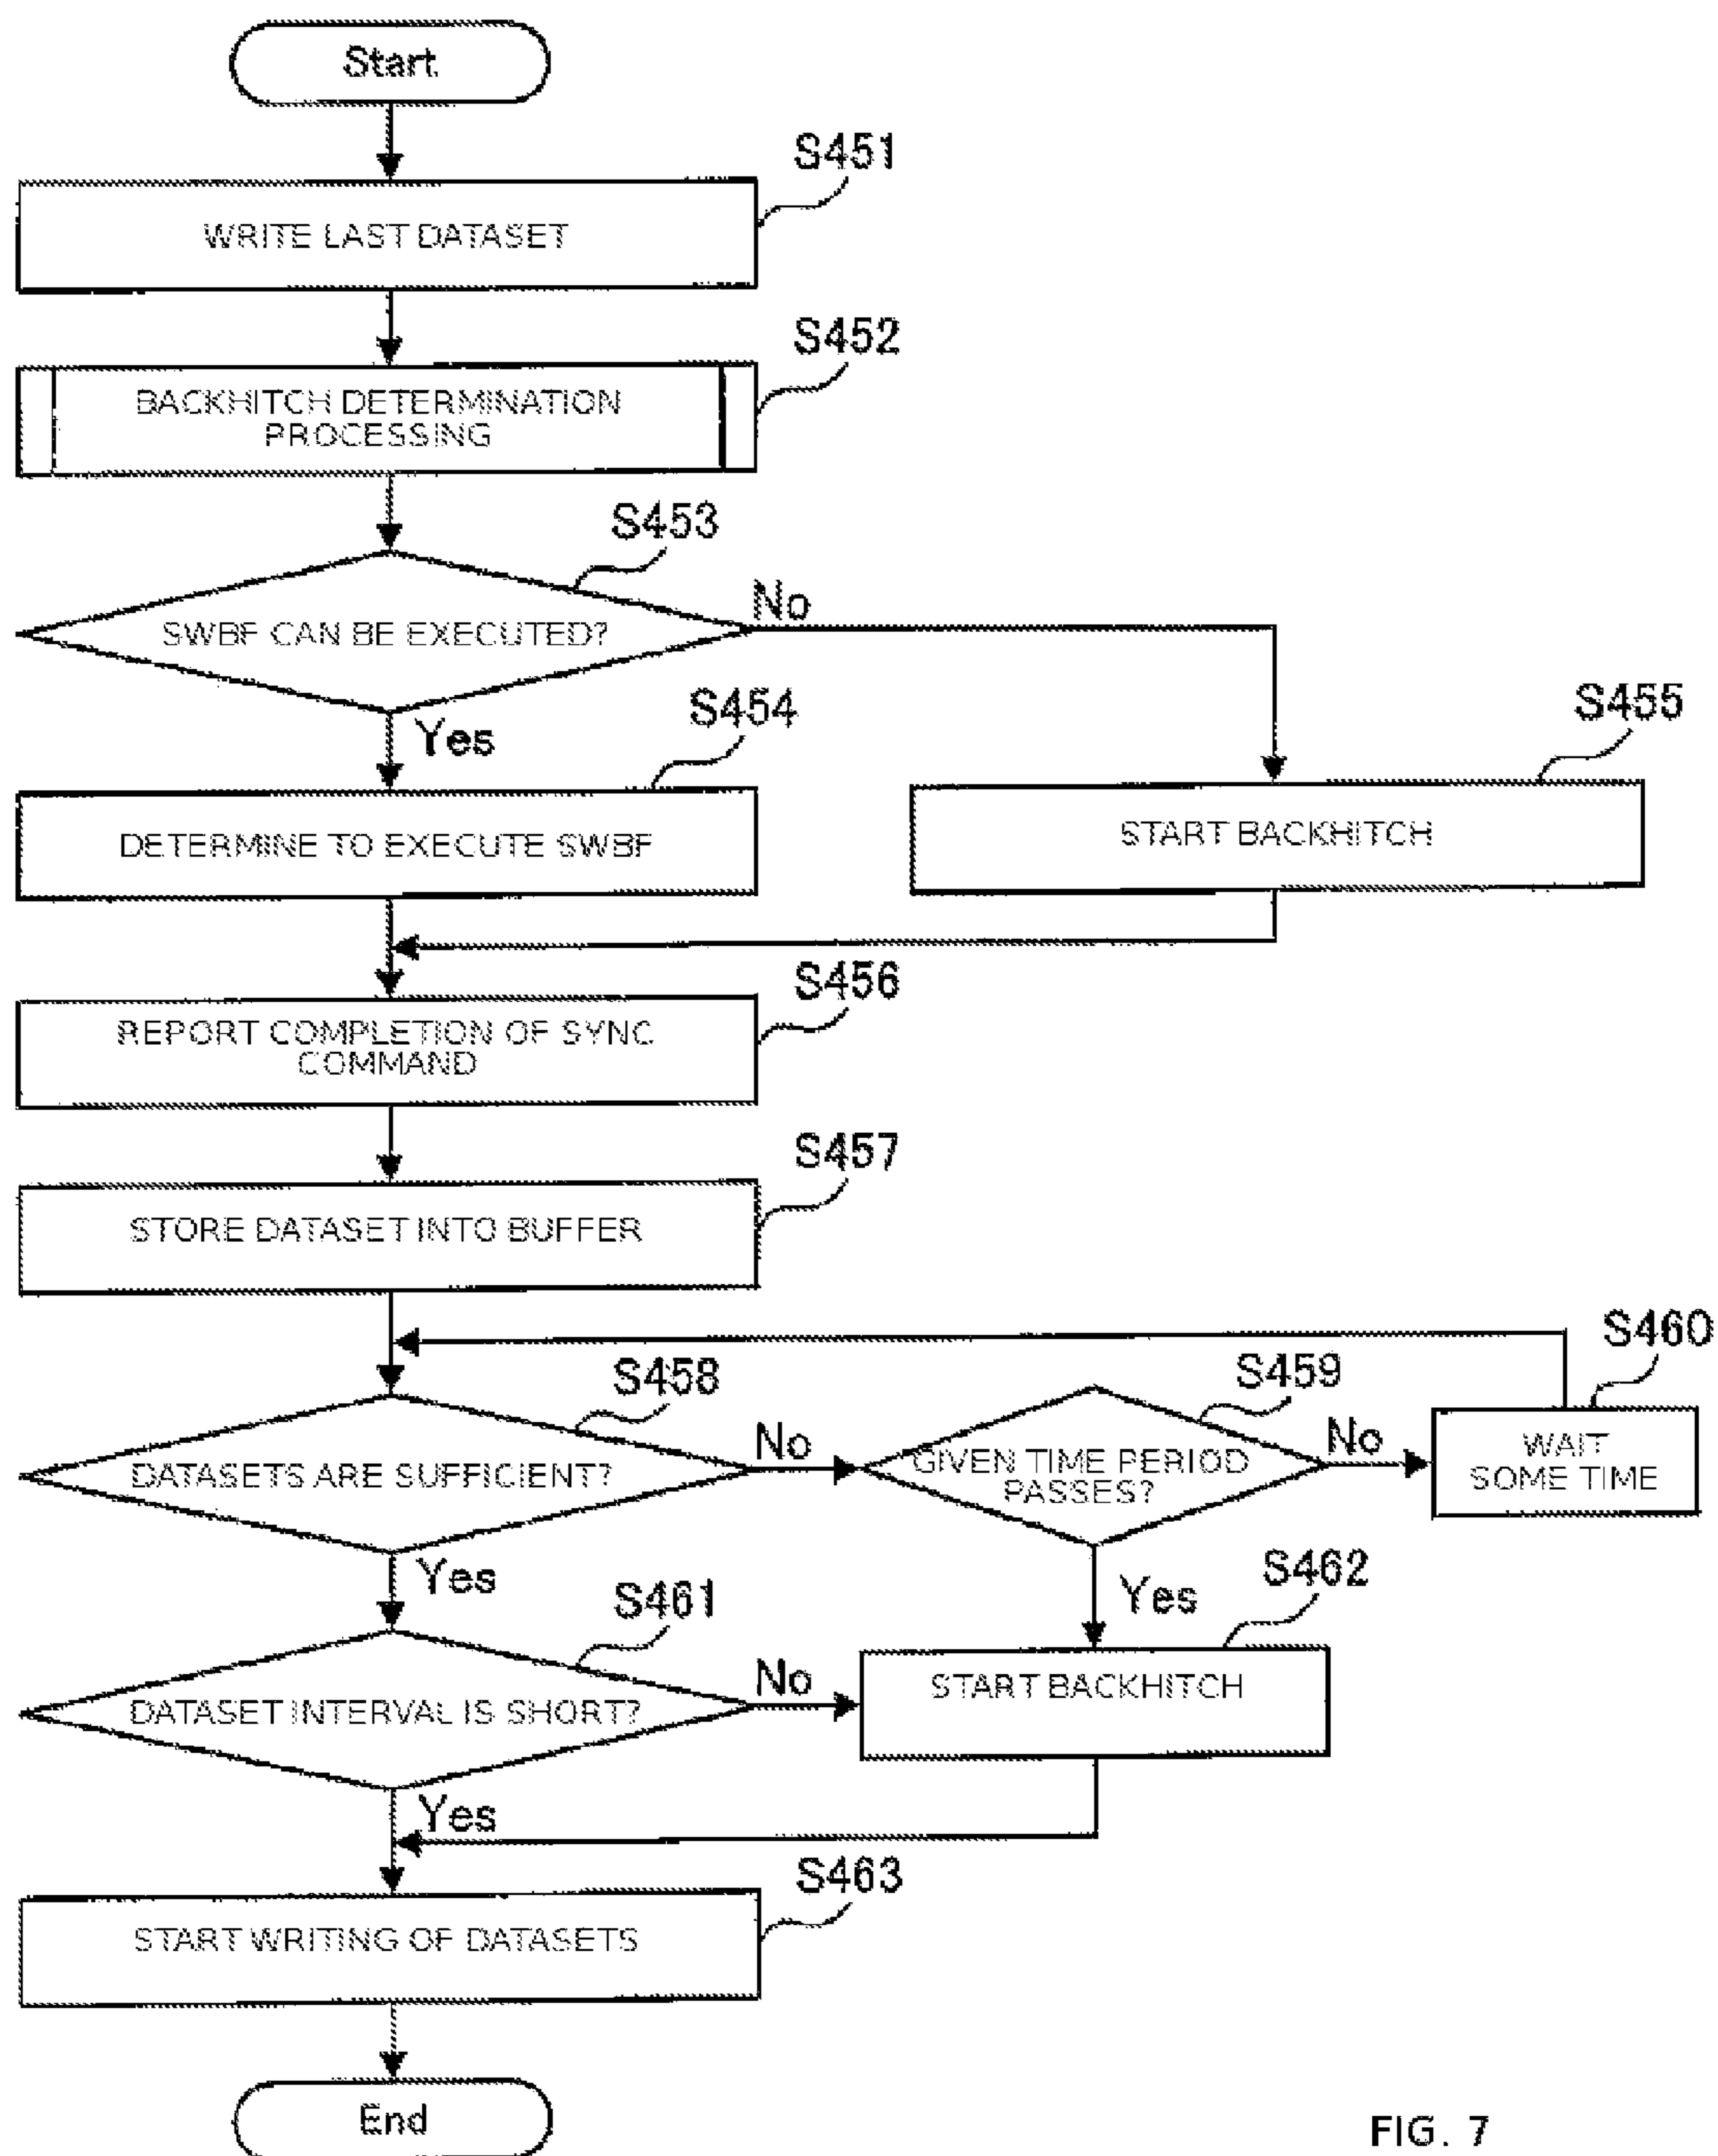 Start
S451
WRITE LAST DATASET
S452
BACKHITCH DETERMINATION
PROCESSING
S453
SWBF CAN BE EXECUTED?
No
Yes
S454
S455
DETERMINE TO EXECUTE SWBF
START BACKHITCH
S456
REPORT COMPLETION OF SYNC
COMMAND
S457
STORE DATASET INTO BUFFER
S458
S459
S460
DATASETS ARE SUFFICIENT?
No
GIVEN TIME PERIOD
PASSES?
No
WAIT
SOME TIME
Yes
Yes
S461
S462
DATASET INTERVAL IS SHORT?
No
START BACKHITCH
Yes
S463
START WRITING OF DATASETS
End
FIG. 7